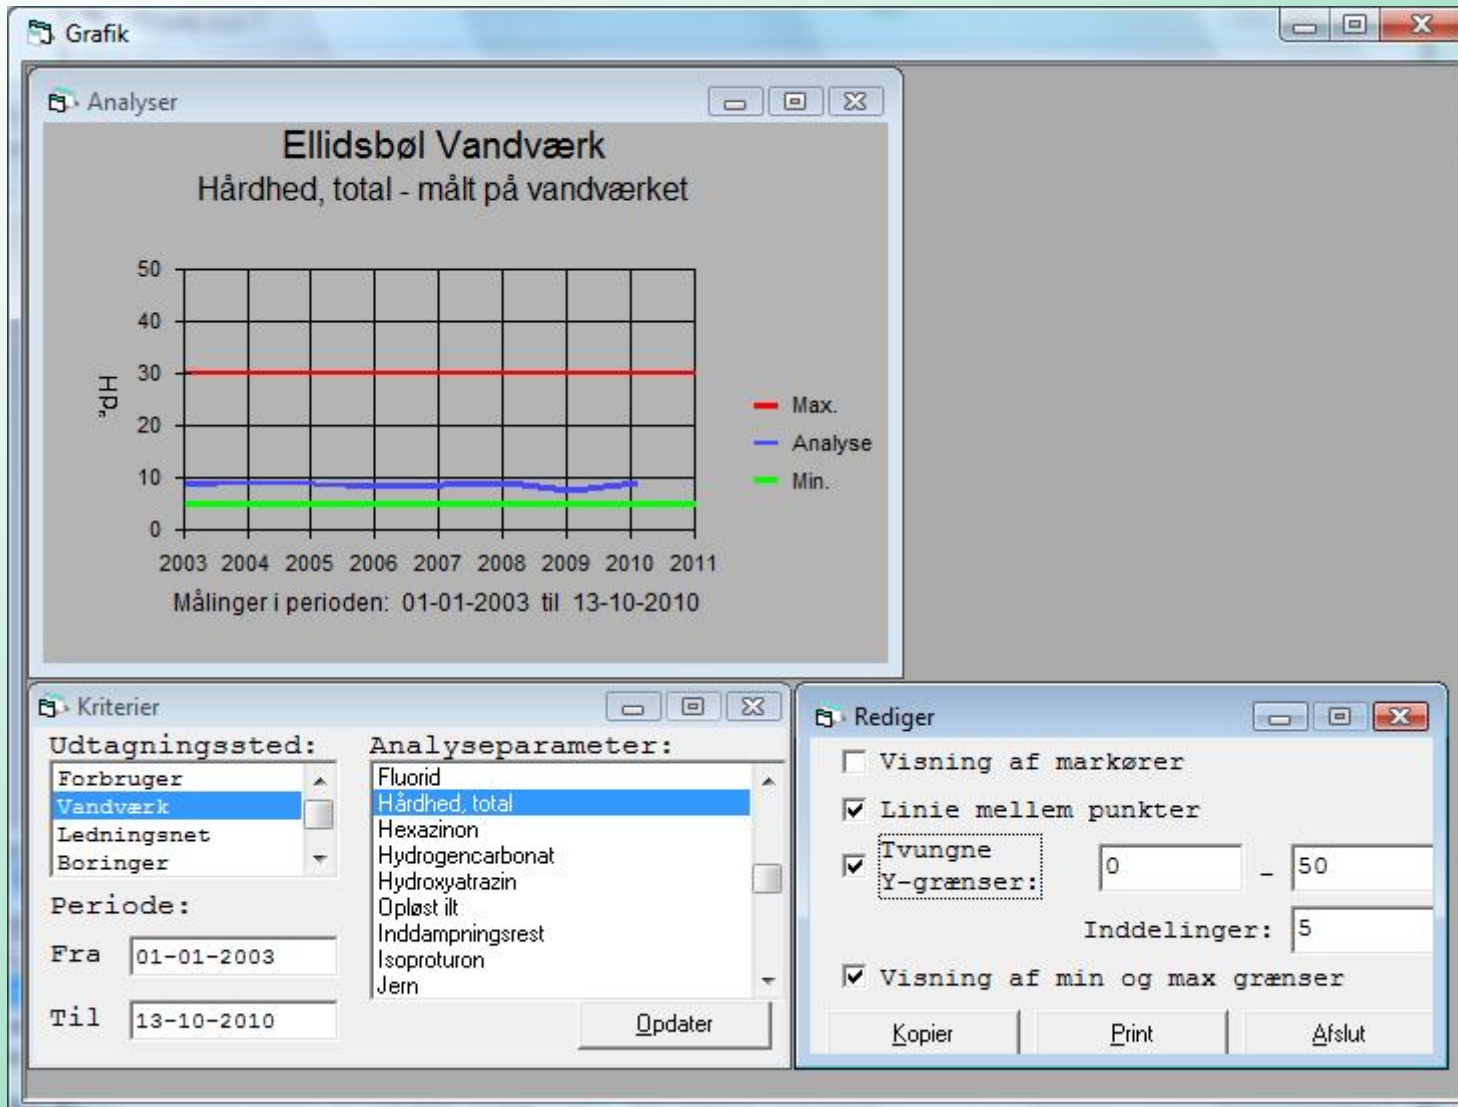 Grafik
Analyser
Ellidsbøl Vandværk
Hårdhed, total - målt på vandværket
50
40
30
20
10
0
°dH
Max.
Analyse
Min.
2003 2004 2005 2006 2007 2008 2009 2010 2011
Målinger i perioden: 01-01-2003 til 13-10-2010
Kriterier
Udtagningssted:
Forbruger
Vandværk
Ledningsnet
Boringer
Periode:
Fra 01-01-2003
Til 13-10-2010
Analyseparameter:
Fluorid
Hårdhed, total
Hexazinon
Hydrogencarbonat
Hydroxyatrazin
Opløst ilt
Inddampningsrest
Isoproturon
Jern
Opdater
Rediger
Visning af markører
Linie mellem punkter
Tvungne
Y-grænser: 0 - 50
Inddelinger: 5
Visning af min og max grænser
Kopier Print Afslut